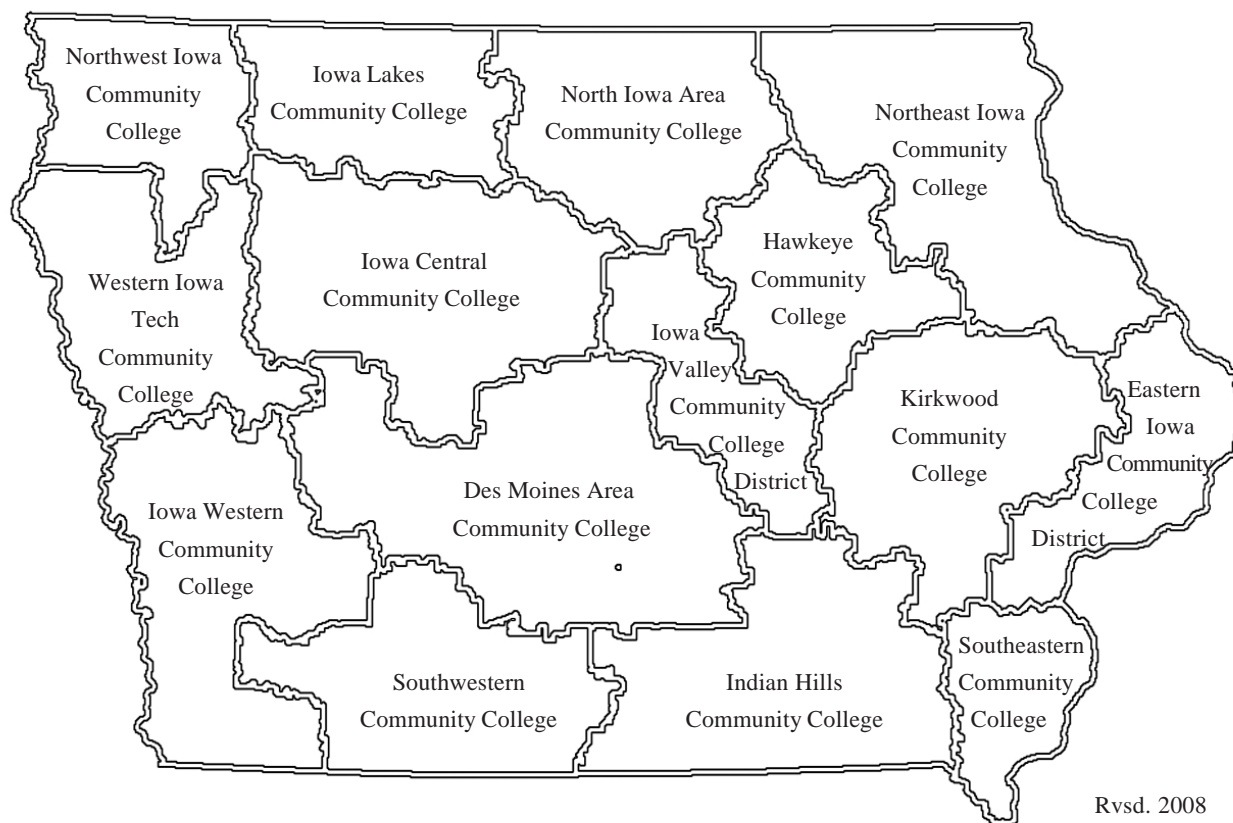 Northwest Iowa
Community
College
Iowa Lakes
Community College
North Iowa Area
Community College
Northeast Iowa
Community
College
Western Iowa
Tech
Community
College
Iowa Central
Community College
Iowa
Valley
Community
College
District
Hawkeye
Community
College
Kirkwood
Community
College
Eastern
Iowa
Community
College
District
Iowa Western
Community
College
Des Moines Area
Community College
Southwestern
Community College
Indian Hills
Community College
Southeastern
Community
College
Rvsd. 2008